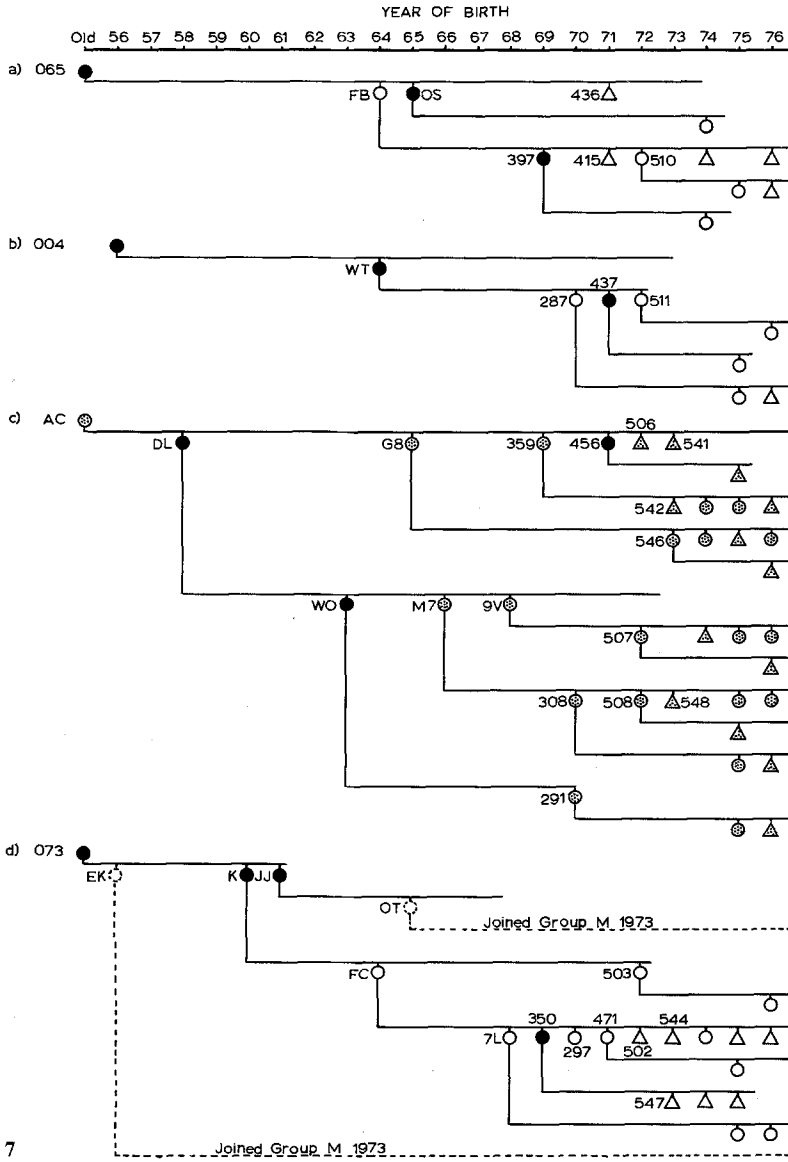 YEAR OF BIRTH
Old 56 57 58 59 60 61 62 63 64 65 66 67 68 69 70 71 72 73 74 75 76
a) 065
FB OS 436
397 415 510
b) 004
WT
437
287 511
c) AC
506
DL G8 359 456 541
542
546
WO M7 9V
507
308 508 548
291
d) 073
EK K JJ
OT
Joined Group M 1973
FC 503
350 471 544
7L 297 502
547
7 Joined Group M 1973